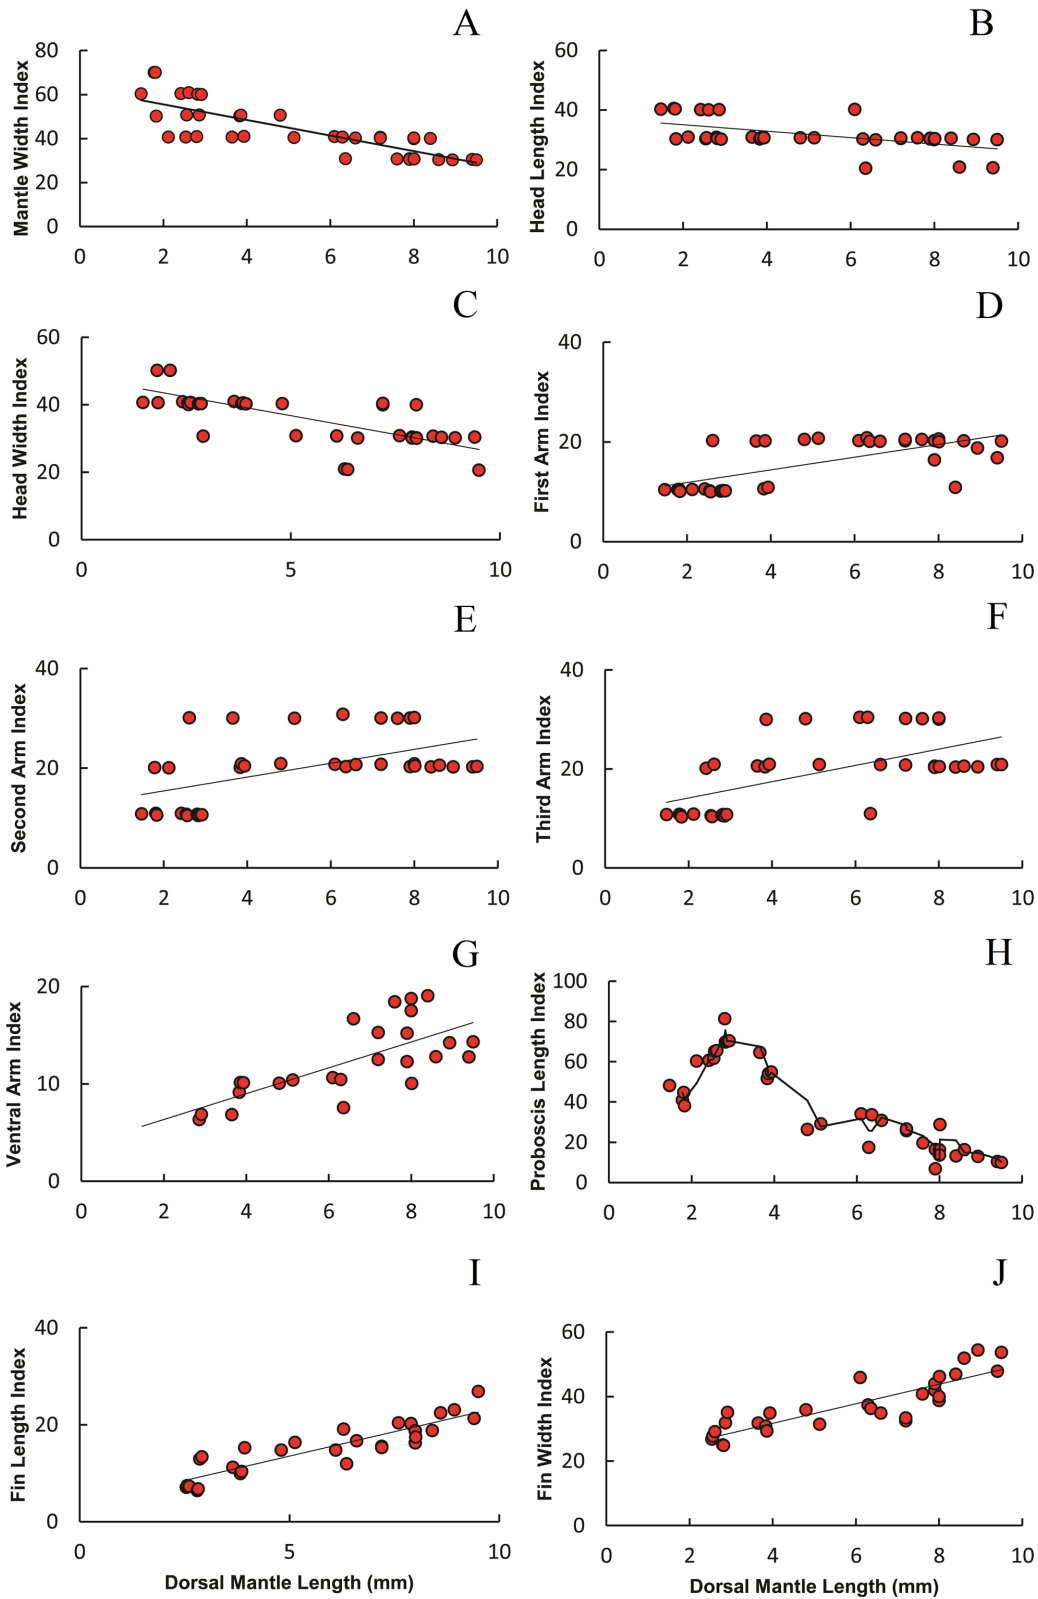 A
Mantle Width Index
80
60
40
20
0
0 2 4 6 8 10
B
Head Length Index
60
40
20
0
0 2 4 6 8 10
C
Head Width Index
60
40
20
0
0 5 10
D
First Arm Index
40
20
0
0 2 4 6 8 10
E
Second Arm Index
40
20
0
0 2 4 6 8 10
F
Third Arm Index
40
20
0
0 2 4 6 8 10
G
Ventral Arm Index
20
10
0
0 2 4 6 8 10
H
Proboscis Length Index
100
80
60
40
20
0
0 2 4 6 8 10
I
Fin Length Index
40
20
0
0 5 10
Dorsal Mantle Length (mm)
J
Fin Width Index
60
40
20
0
0 2 4 6 8 10
Dorsal Mantle Length (mm)